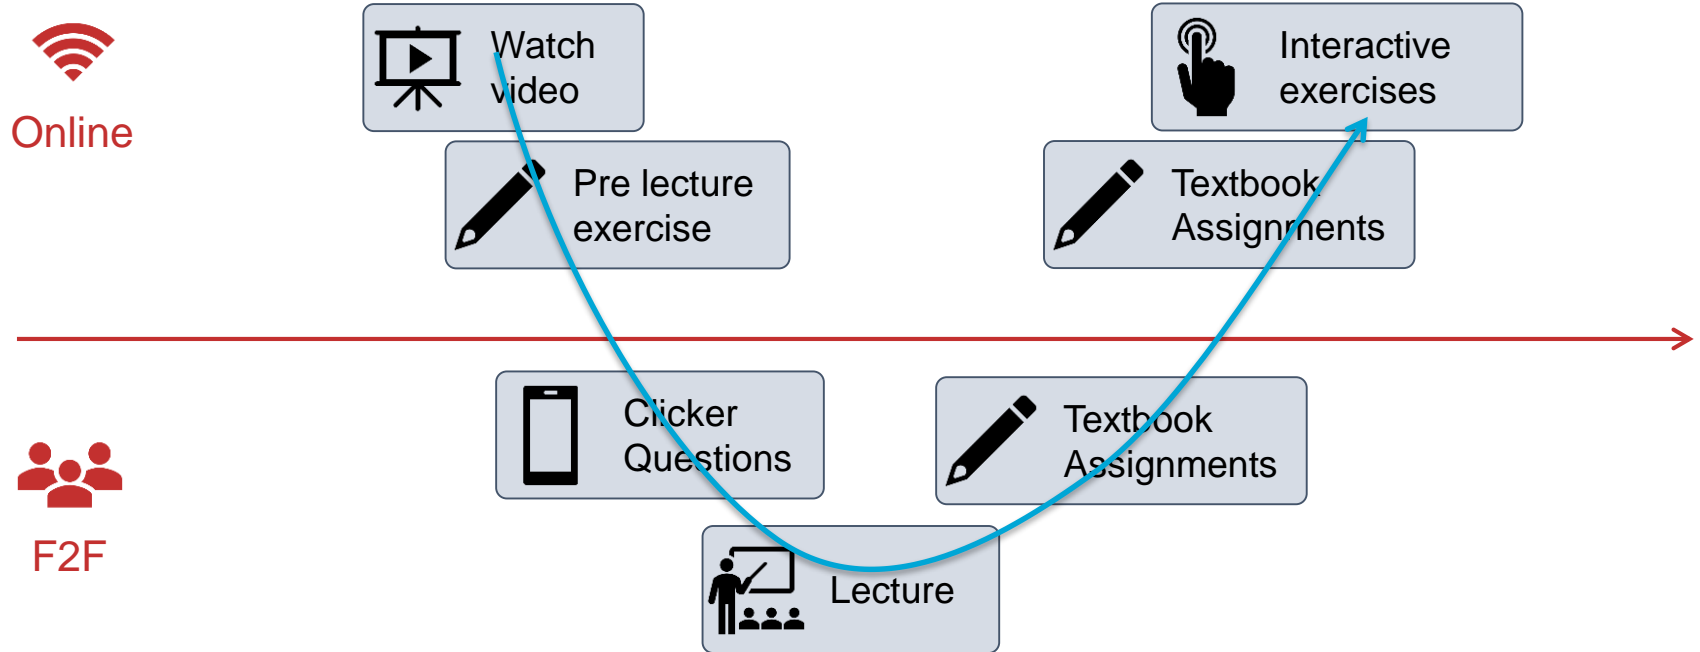 Online
Watch
video
Pre lecture
exercise
Interactive
exercises
Textbook
Assignments
F2F
Clicker
Questions
Lecture
Textbook
Assignments